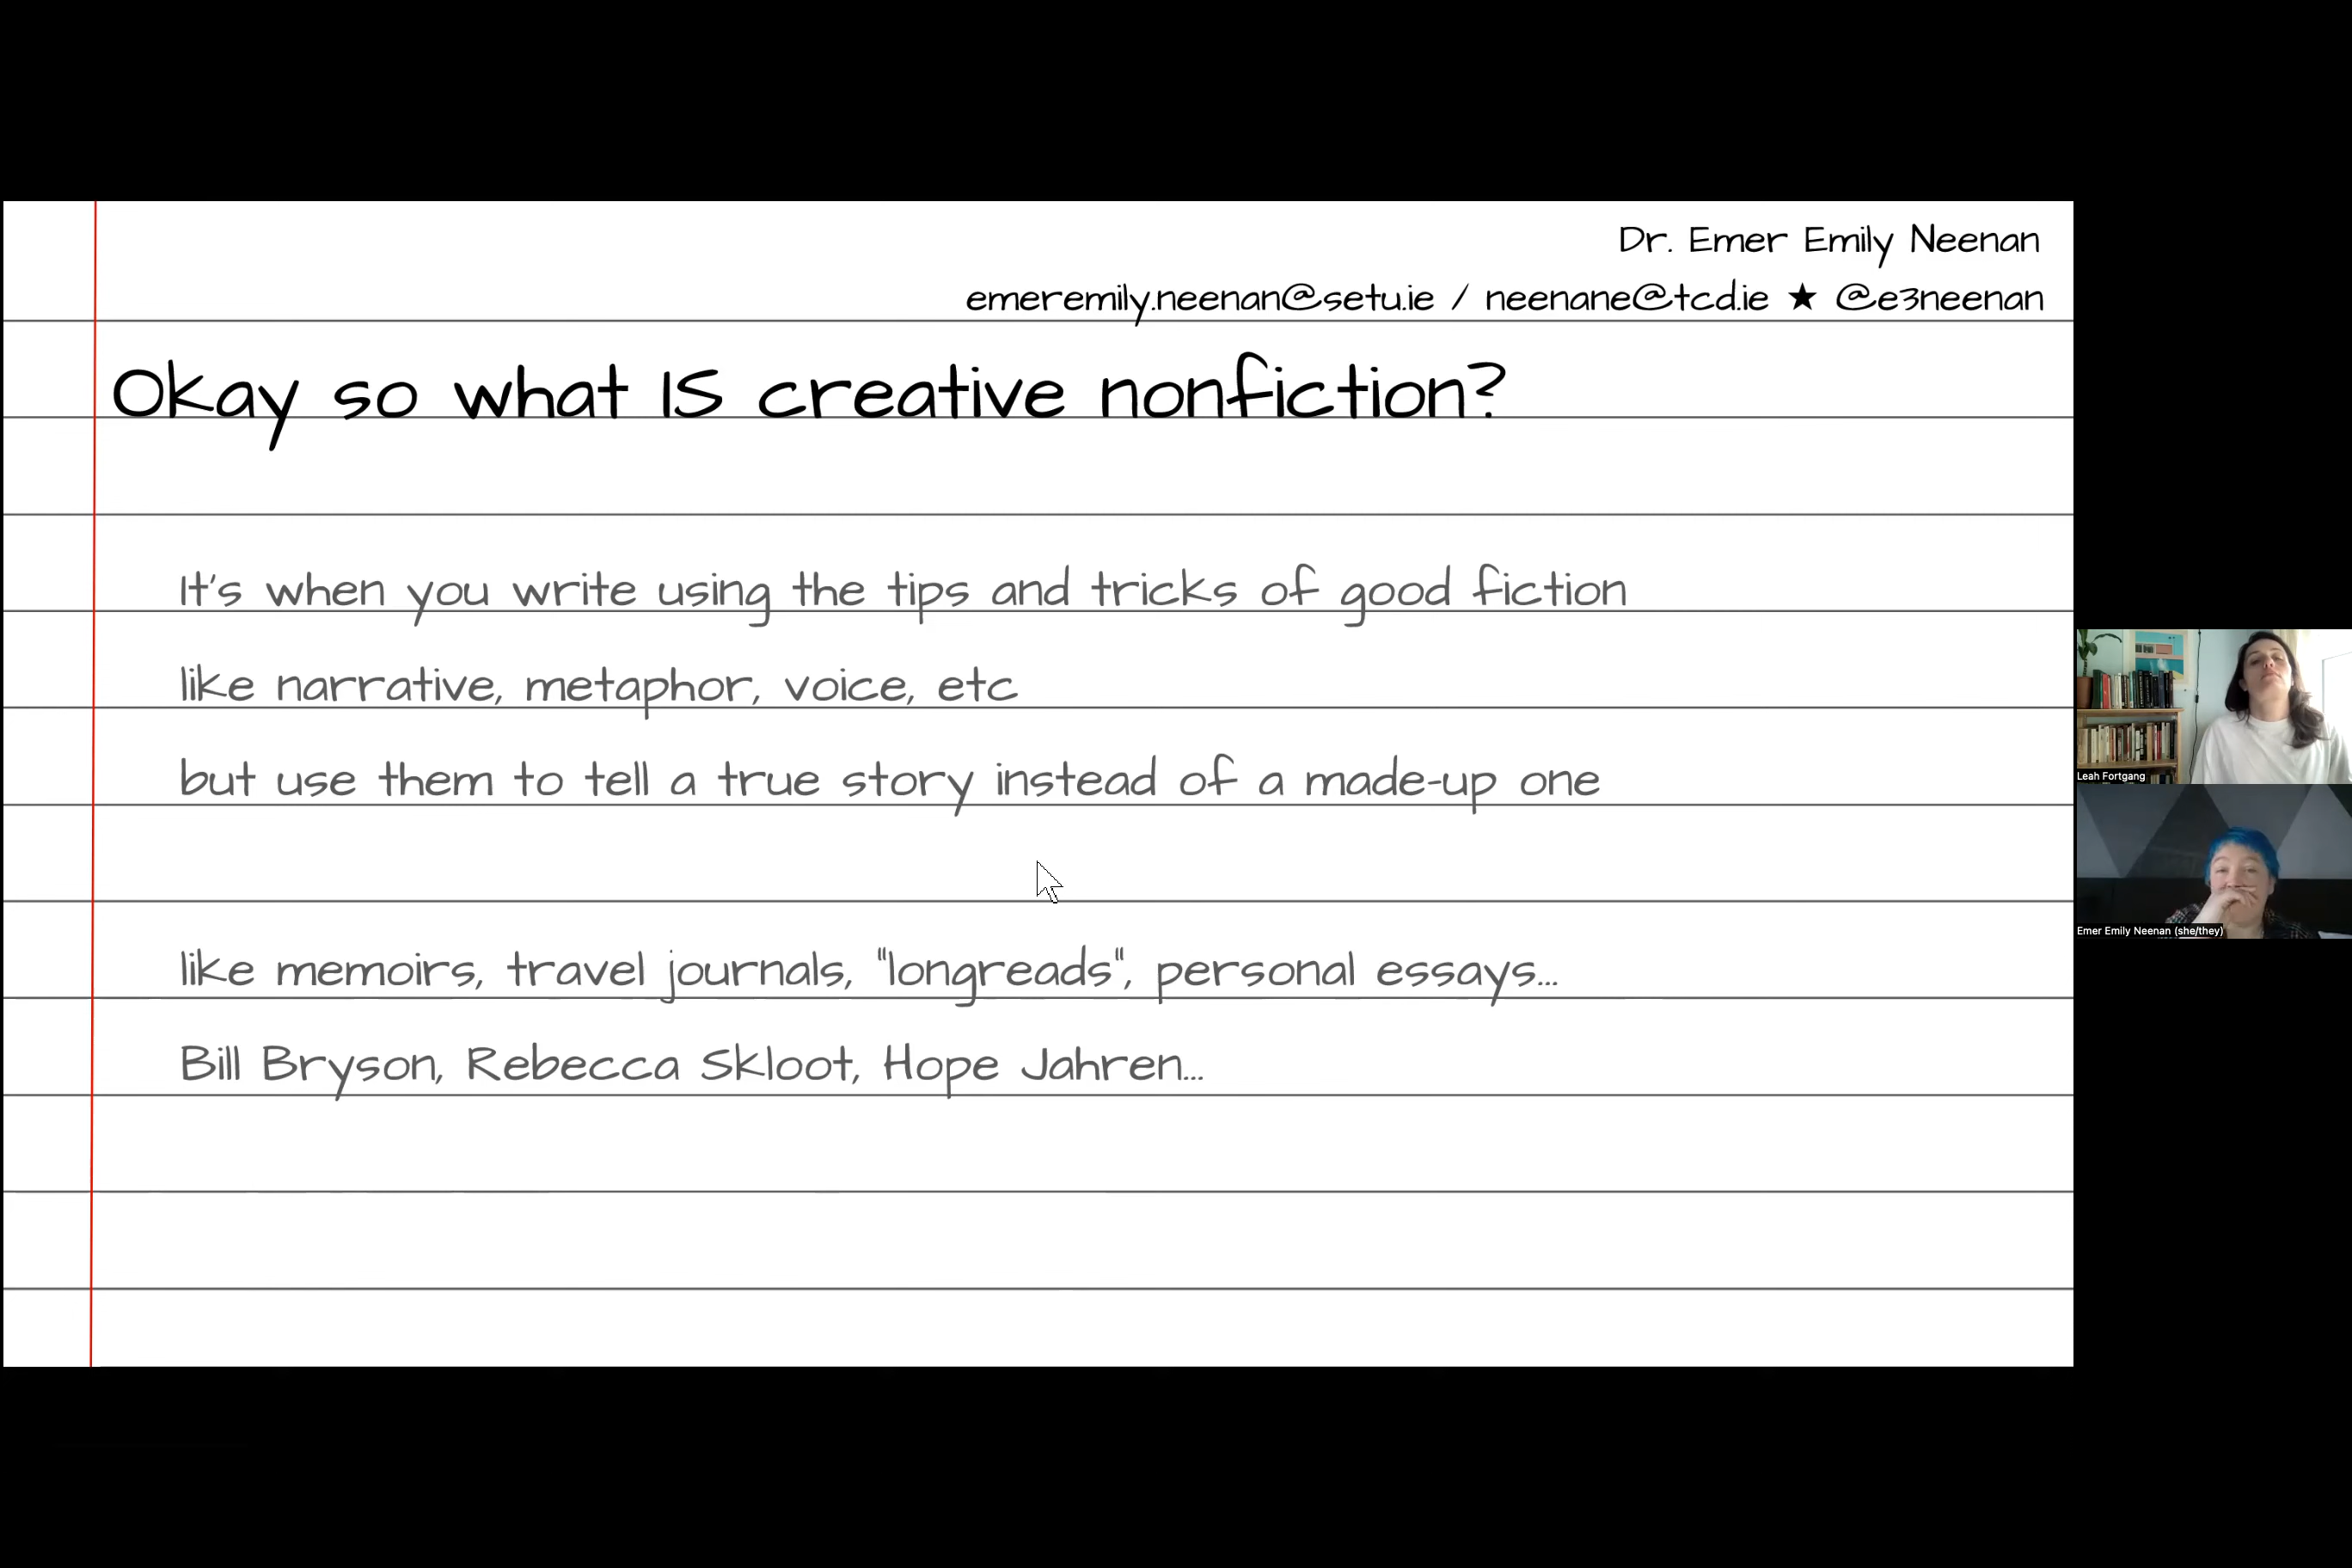 Dr. Emer Emily Neenan
emeremily.neenan@setu.ie / neenane@tcd.ie ★ @e3neenan
Okay so what IS creative nonfiction?
It's when you write using the tips and tricks of good fiction
like narrative, metaphor, voice, etc
but use them to tell a true story instead of a made-up one
like memoirs, travel journals, "longreads", personal essays...
Bill Bryson, Rebecca Skloot, Hope Jahren...
Leah Fortgang
Emer Emily Neenan (she/they)